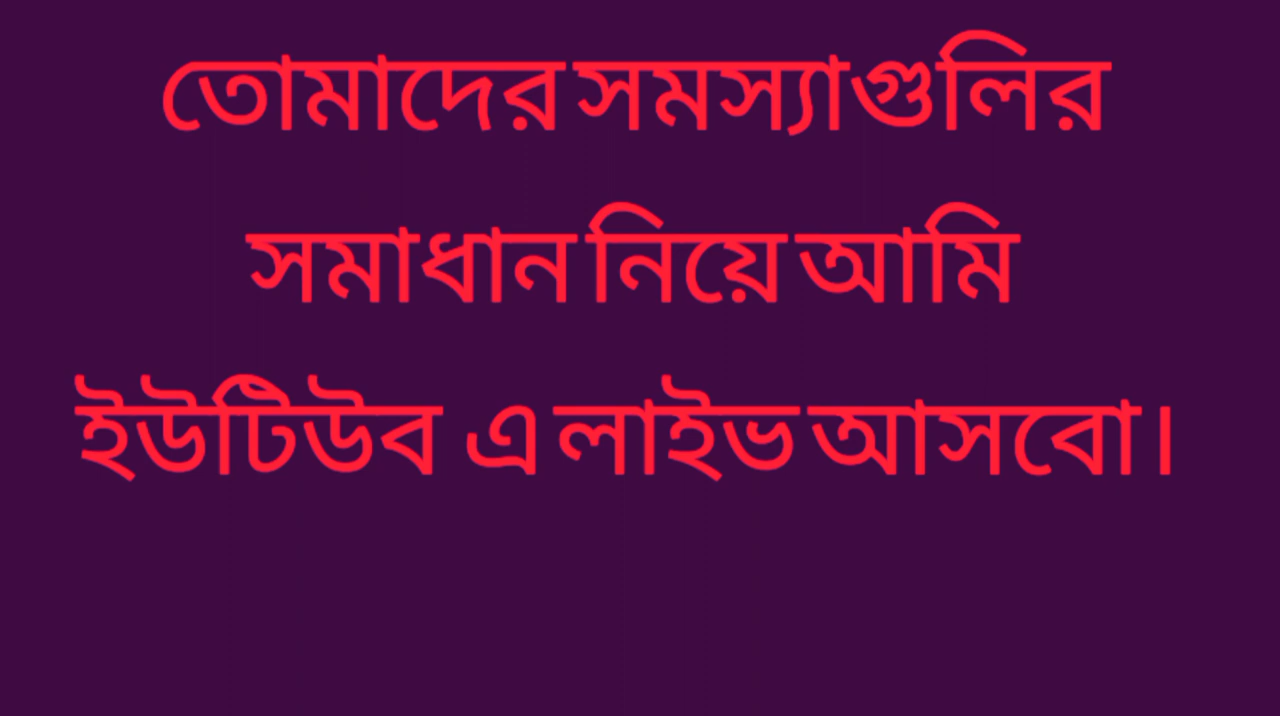 তোমাদের সমস্যাগুলির
সমাধান নিয়ে আমি
ইউটিউব এ লাইভ আসবো।